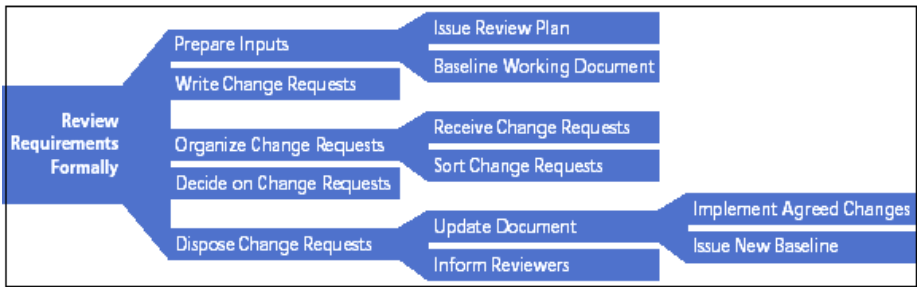 Review
Requirements
Formally
Prepare Inputs
Issue Review Plan
Baseline Working Document
Write Change Requests
Organize Change Requests
Receive Change Requests
Sort Change Requests
Decide on Change Requests
Dispose Change Requests
Update Document
Implement Agreed Changes
Issue New Baseline
Inform Reviewers